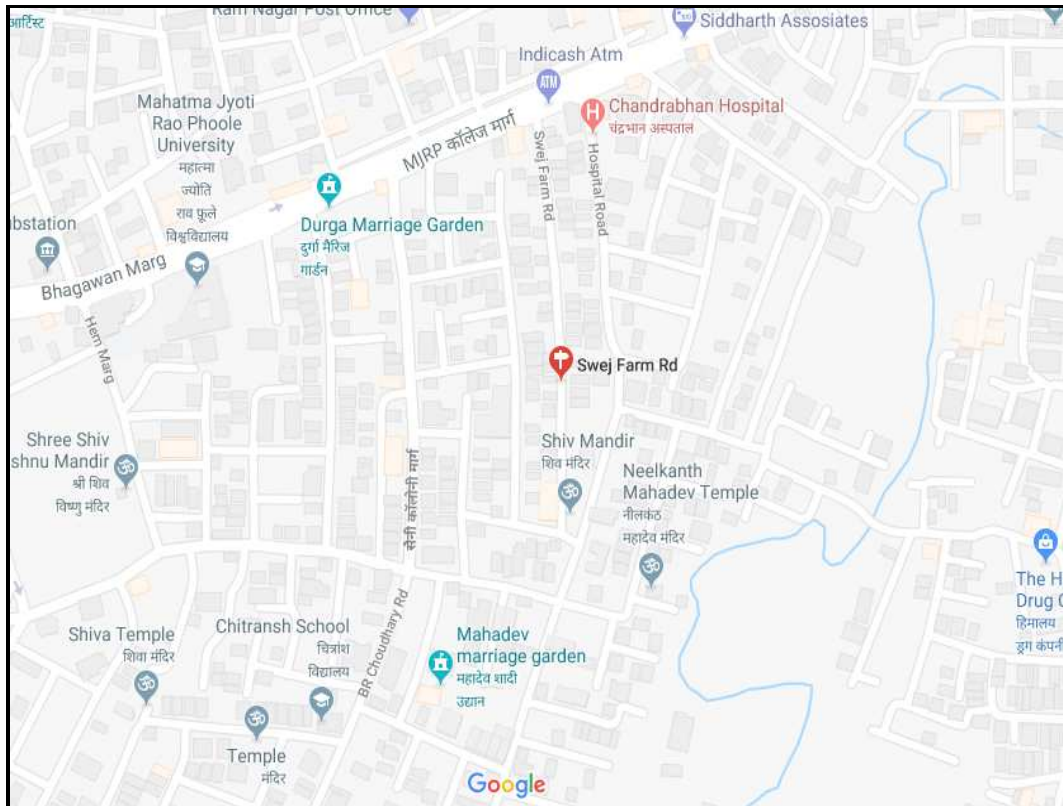 आर्टिस्ट
Ram Nagar Post Office
Siddharth Assosiates
Indicash Atm
ATM
Mahatma Jyoti
Rao Phoole
University
महात्मा
ज्योति
राव फूले
विश्वविद्यालय
Chandrabhan Hospital
चंद्रभान अस्पताल
H
MJRP कॉलेज मार्ग
Swej Farm Rd
Hospital Road
Durga Marriage Garden
दुर्गा मैरिज
गार्डन
ubstation
Bhagawan Marg
Hem Marg
Swej Farm Rd
Shree Shiv
shnu Mandir
श्री शिव
विष्णु मंदिर
Shiv Mandir
शिव मंदिर
Neelkanth
Mahadev Temple
नीलकंठ
महादेव मंदिर
सैनी कॉलोनी मार्ग
The H
Drug C
हिमालय
ड्रग कंपनी
Shiva Temple
शिवा मंदिर
Chitransh School
चित्रांश
विद्यालय
BR Choudhary Rd
Mahadev
marriage garden
महादेव शादी
उद्यान
Temple
मंदिर
Google